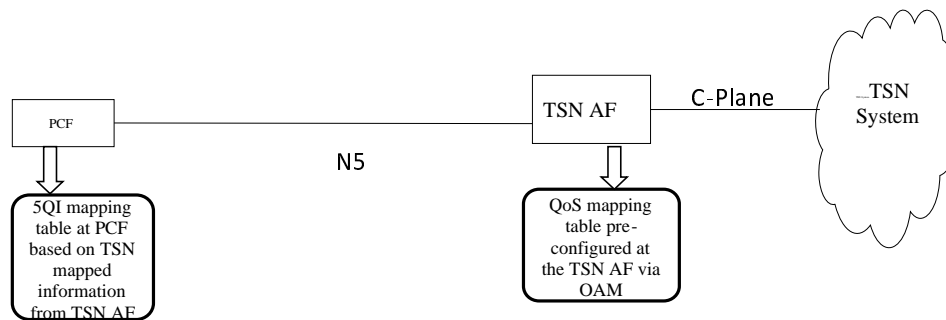 C-Plane
TSN
System
TSN AF
PCF
N5
5QI mapping
table at PCF
based on TSN
mapped
information
from TSN AF
QoS mapping
table pre-
configured at
the TSN AF via
OAM